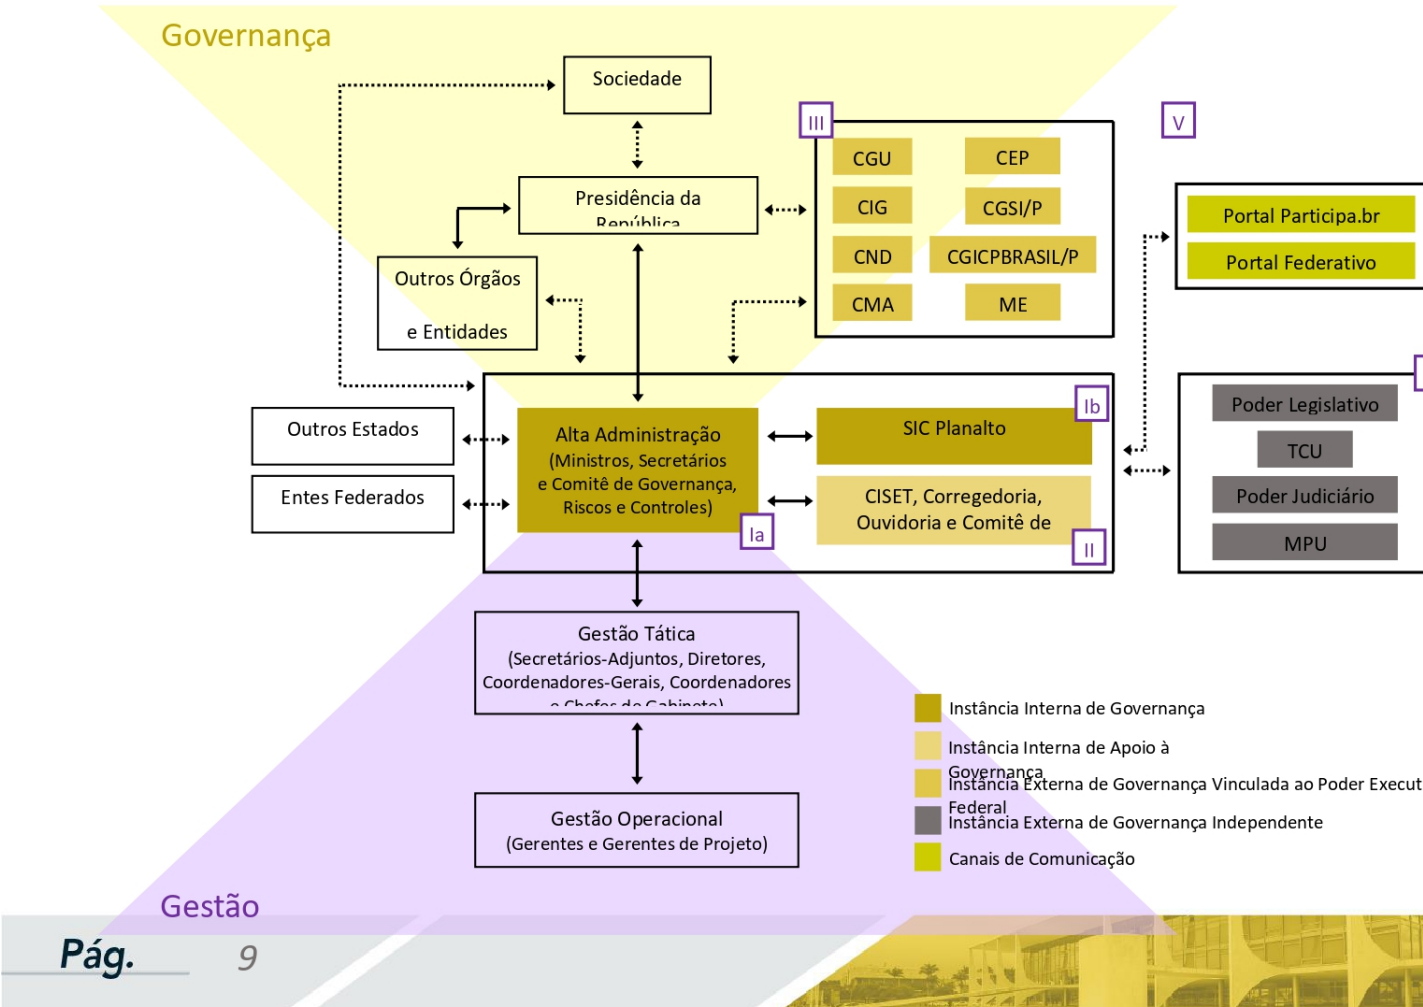 Governança
Sociedade
III
V
CGU
CEP
Presidência da
República
CIG
CGSI/P
Portal Participa.br
CND
CGICPBRASIL/P
Portal Federativo
Outros Órgãos
e Entidades
CMA
ME
Ib
Poder Legislativo
Outros Estados
Alta Administração
(Ministros, Secretários
e Comitê de Governança,
Riscos e Controles)
SIC Planalto
TCU
Entes Federados
CISET, Corregedoria,
Ouvidoria e Comitê de
Poder Judiciário
Ia
II
MPU
Gestão Tática
(Secretários-Adjuntos, Diretores,
Coordenadores-Gerais, Coordenadores
e Chefes de Gabinete)
Instância Interna de Governança
Instância Interna de Apoio à
Governança
Instância Externa de Governança Vinculada ao Poder Execut
Federal
Instância Externa de Governança Independente
Canais de Comunicação
Gestão Operacional
(Gerentes e Gerentes de Projeto)
Gestão
Pág. 9